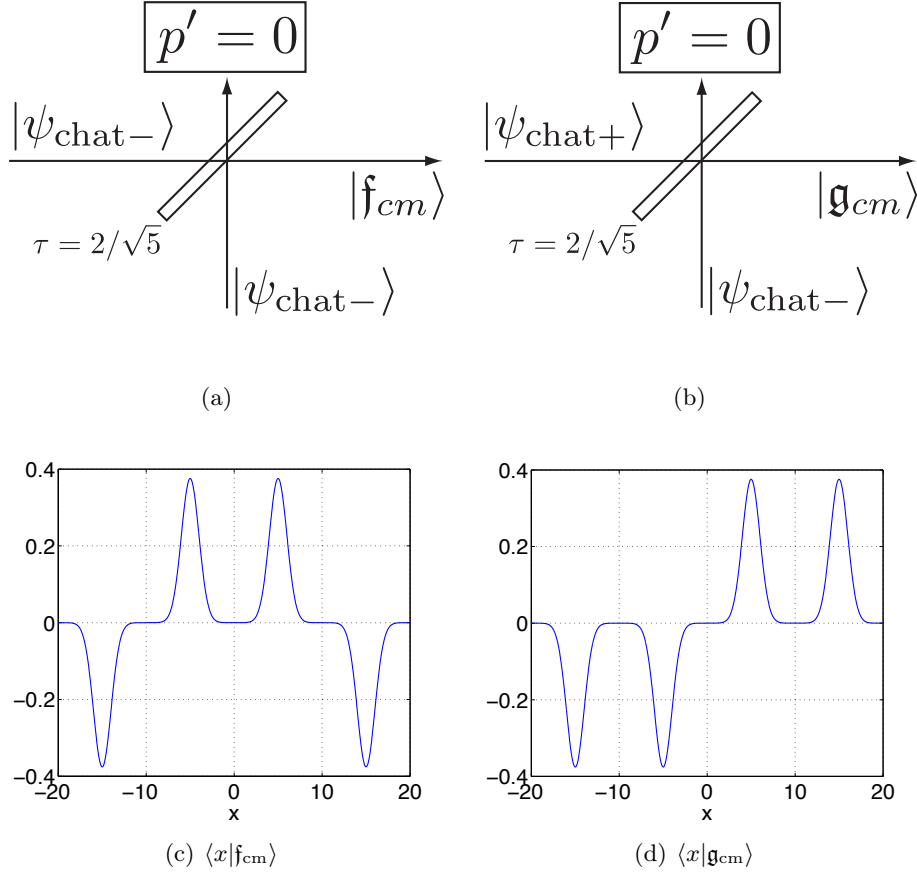 p′ = 0
|ψchat−⟩
|𝔣cm⟩
τ = 2/√5
|ψchat−⟩
(a)
p′ = 0
|ψchat+⟩
|𝔤cm⟩
τ = 2/√5
|ψchat−⟩
(b)
0.4
0.2
0
−0.2
−0.4
−20
−10
0
10
20
x
(c) ⟨x|𝔣cm⟩
0.4
0.2
0
−0.2
−0.4
−20
−10
0
10
20
x
(d) ⟨x|𝔤cm⟩